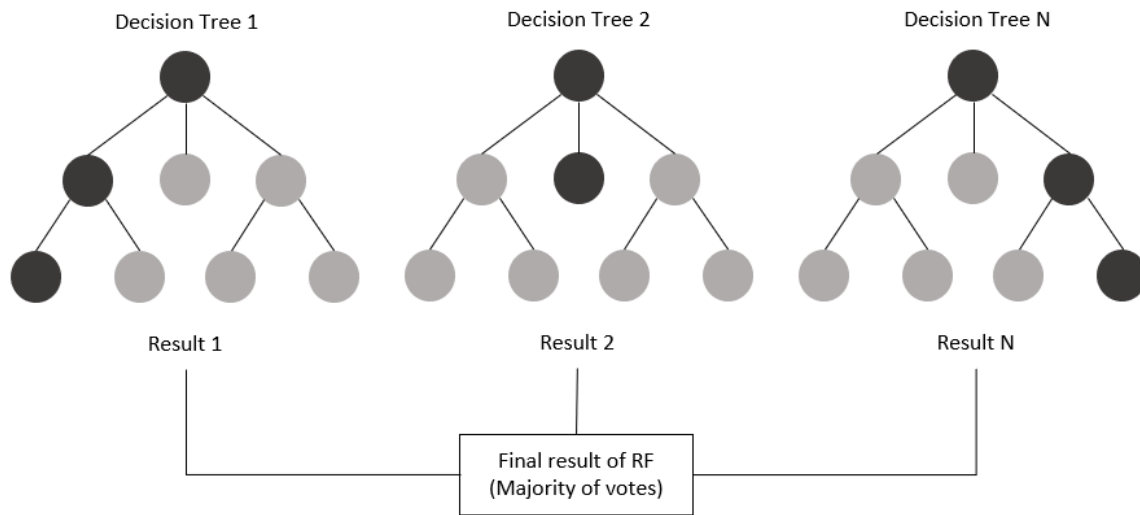 Decision Tree 1
Decision Tree 2
Decision Tree N
Result 1
Result 2
Result N
Final result of RF
(Majority of votes)